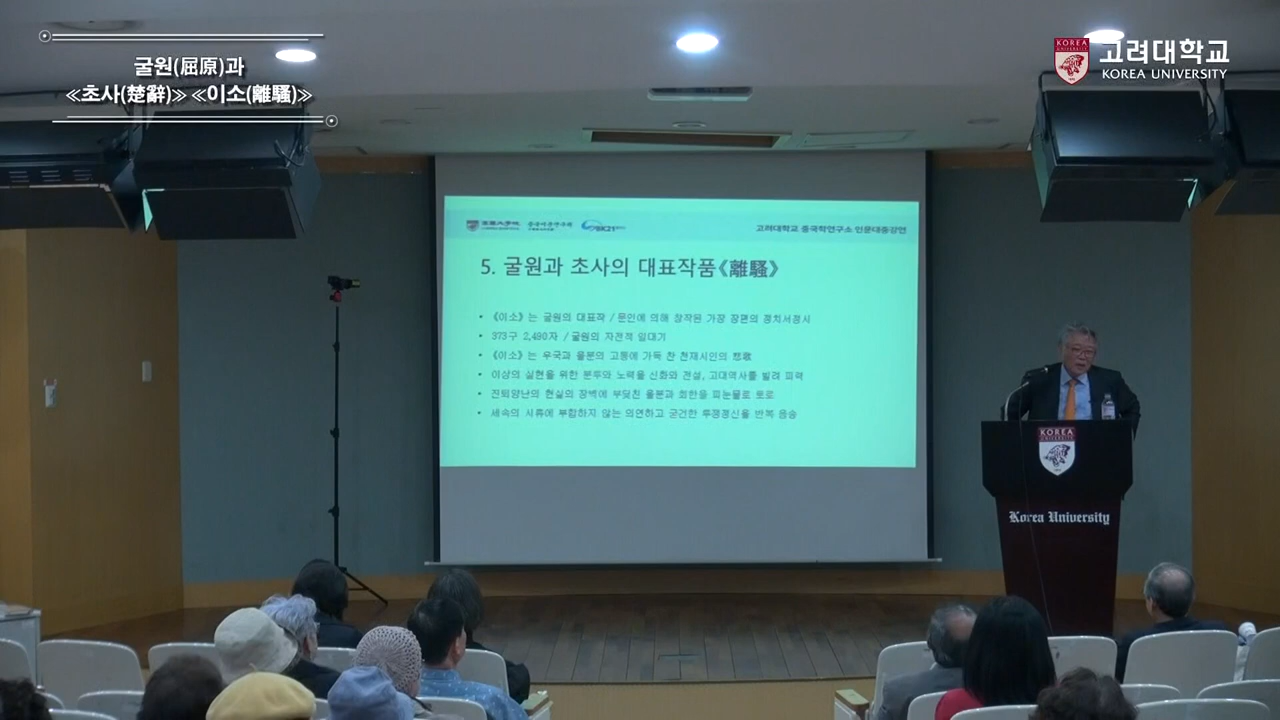 굴원(屈原)과
≪초사(楚辭)≫ ≪이소(離騷)≫
KOREA
UNIVERSITY
고려대학교
KOREA UNIVERSITY
고려대학교 중국학연구소 인문대중강연
5. 굴원과 초사의 대표작품《離騷》
• 《이소》는 굴원의 대표작 / 문인에 의해 창작된 가장 장편의 정치서정시
• 373구 2,490자 / 굴원의 자전적 일대기
• 《이소》는 우국과 울분의 고통에 가득 찬 천재시인의 悲歌
• 이상의 실현을 위한 분투와 노력을 신화와 전설, 고대역사를 빌려 피력
• 진퇴양난의 현실의 장벽에 부딪친 울분과 회한을 피눈물로 토로
• 세속의 시류에 부합하지 않는 의연하고 굳건한 투쟁정신을 반복 읊송
KOREA
UNIVERSITY
Korea University